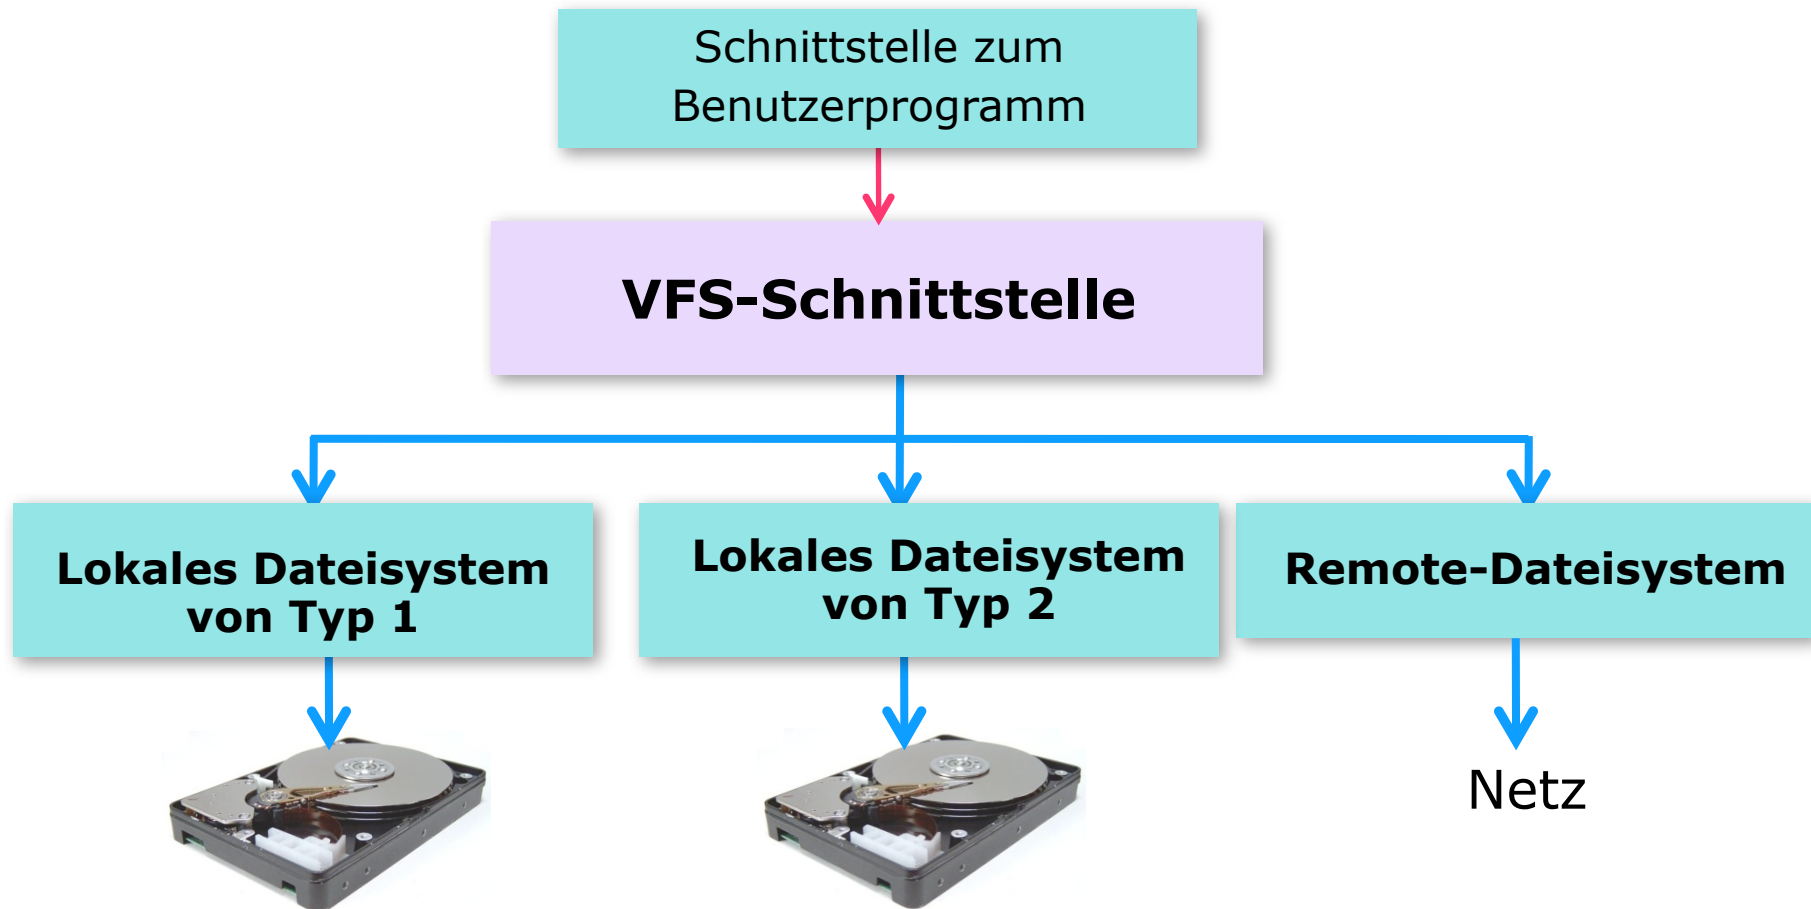 Schnittstelle zum
Benutzerprogramm
VFS-Schnittstelle
Lokales Dateisystem
von Typ 1
Lokales Dateisystem
von Typ 2
Remote-Dateisystem
Netz